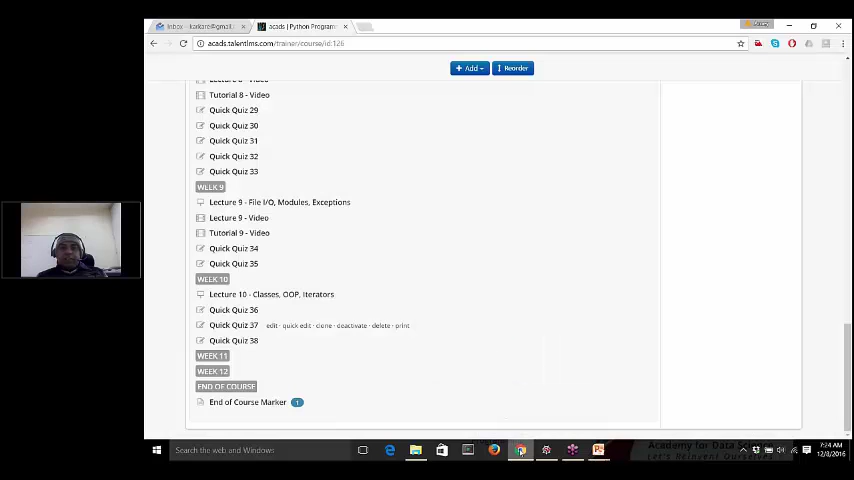 Inbox - karkare@gmail.
acads | Python Program
acads.talentlms.com/trainer/course/id:126
+ Add
Reorder
Tutorial 8 - Video
Quick Quiz 29
Quick Quiz 30
Quick Quiz 31
Quick Quiz 32
Quick Quiz 33
WEEK 9
Lecture 9 - File I/O, Modules, Exceptions
Lecture 9 - Video
Tutorial 9 - Video
Quick Quiz 34
Quick Quiz 35
WEEK 10
Lecture 10 - Classes, OOP, Iterators
Quick Quiz 36
Quick Quiz 37 edit · quick edit · clone · deactivate · delete · print
Quick Quiz 38
WEEK 11
WEEK 12
END OF COURSE
End of Course Marker 1
Academy for Data Science
Let's Reinvent Ourselves
Search the web and Windows
7:24 AM
12/8/2016